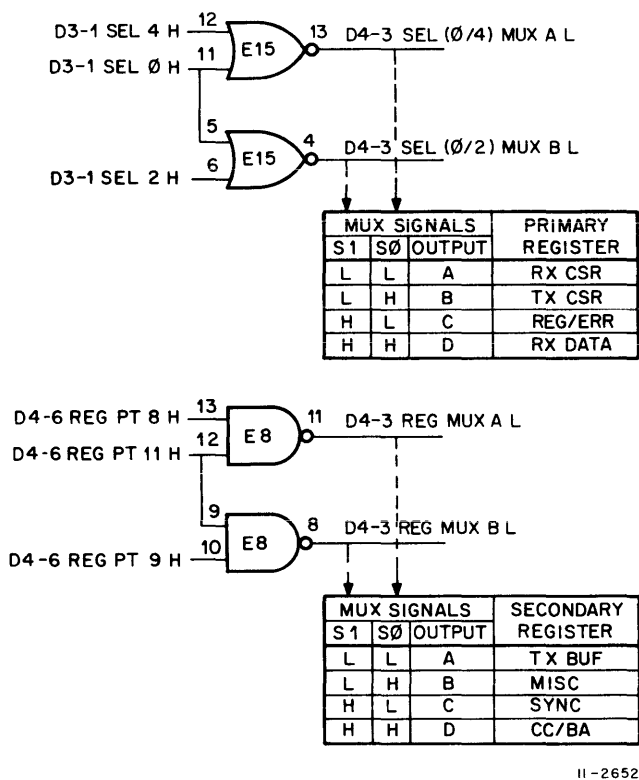 12
13
D4-3 SEL (Ø/4) MUX A L
D3-1 SEL 4 H
E15
D3-1 SEL Ø H
11
5
4
D4-3 SEL (Ø/2) MUX B L
E15
D3-1 SEL 2 H
6
MUX SIGNALS PRIMARY REGISTER
S1 SØ OUTPUT
L L A RX CSR
L H B TX CSR
H L C REG/ERR
H H D RX DATA
13
D4-6 REG PT 8 H
11
D4-3 REG MUX A L
E8
12
D4-6 REG PT 11 H
9
8
D4-3 REG MUX B L
E8
10
D4-6 REG PT 9 H
MUX SIGNALS SECONDARY REGISTER
S1 SØ OUTPUT
L L A TX BUF
L H B MISC
H L C SYNC
H H D CC/BA
11-2652